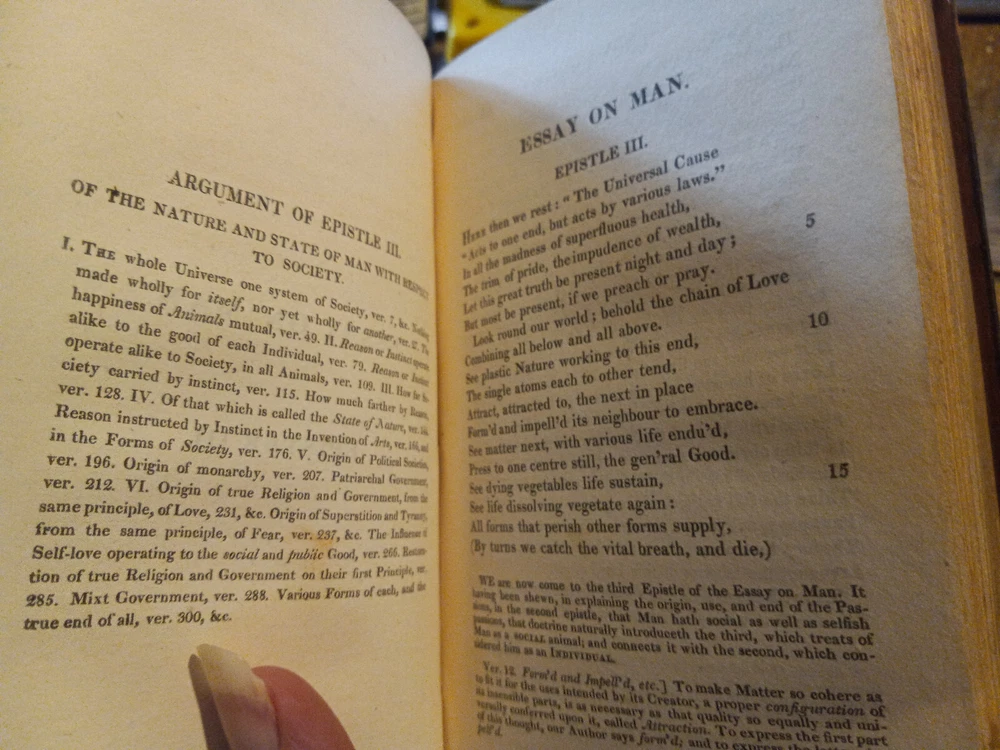 ARGUMENT OF EPISTLE III.
OF THE NATURE AND STATE OF MAN WITH RESPECT
TO SOCIETY.
I. THE whole Universe one system of Society, ver. 7, &c. Nothing
made wholly for itself, nor yet wholly for another, ver. 27. The
happiness of Animals mutual, ver. 49. II. Reason or Instinct operate
alike to the good of each Individual, ver. 79. Reason or Instinct
operate alike to Society, in all Animals, ver. 109. III. How far So-
ciety carried by instinct, ver. 115. How much farther by Reason,
ver. 128. IV. Of that which is called the State of Nature, ver.
Reason instructed by Instinct in the Invention of Arts, ver. 166, and
in the Forms of Society, ver. 176. V. Origin of Political Societies,
ver. 196. Origin of monarchy, ver. 207. Patriarchal Government,
ver. 212. VI. Origin of true Religion and Government, from the
same principle, of Love, 231, &c. Origin of Superstition and Tyranny,
from the same principle, of Fear, ver. 237, &c. The Influence of
Self-love operating to the social and public Good, ver. 266. Restora-
tion of true Religion and Government on their first Principle, ver.
285. Mixt Government, ver. 288. Various Forms of each, and the
true end of all, ver. 300, &c.
ESSAY ON MAN.
EPISTLE III.
HERE then we rest: "The Universal Cause
"Acts to one end, but acts by various laws."
In all the madness of superfluous health,
The trim of pride, the impudence of wealth,
Let this great truth be present night and day; 5
But most be present, if we preach or pray.
Look round our world; behold the chain of Love
Combining all below and all above.
See plastic Nature working to this end,
The single atoms each to other tend, 10
Attract, attracted to, the next in place
Form'd and impell'd its neighbour to embrace.
See matter next, with various life endu'd,
Press to one centre still, the gen'ral Good.
See dying vegetables life sustain, 15
See life dissolving vegetate again:
All forms that perish other forms supply,
(By turns we catch the vital breath, and die,)
WE are now come to the third Epistle of the Essay on Man. It
having been shewn, in explaining the origin, use, and end of the Pas-
sions, in the second epistle, that Man hath social as well as selfish
passions, that doctrine naturally introduceth the third, which treats of
Man as a SOCIAL animal; and connects it with the second, which con-
sidered him as an INDIVIDUAL.
Ver. 12. Form'd and Impell'd, etc.] To make Matter so cohere as
to fit it for the uses intended by its Creator, a proper configuration of
its insensible parts, is as necessary as that quality so equally and uni-
versally conferred upon it, called Attraction. To express the first part
of this thought, our Author says form'd; and to express the latter
pell'd.